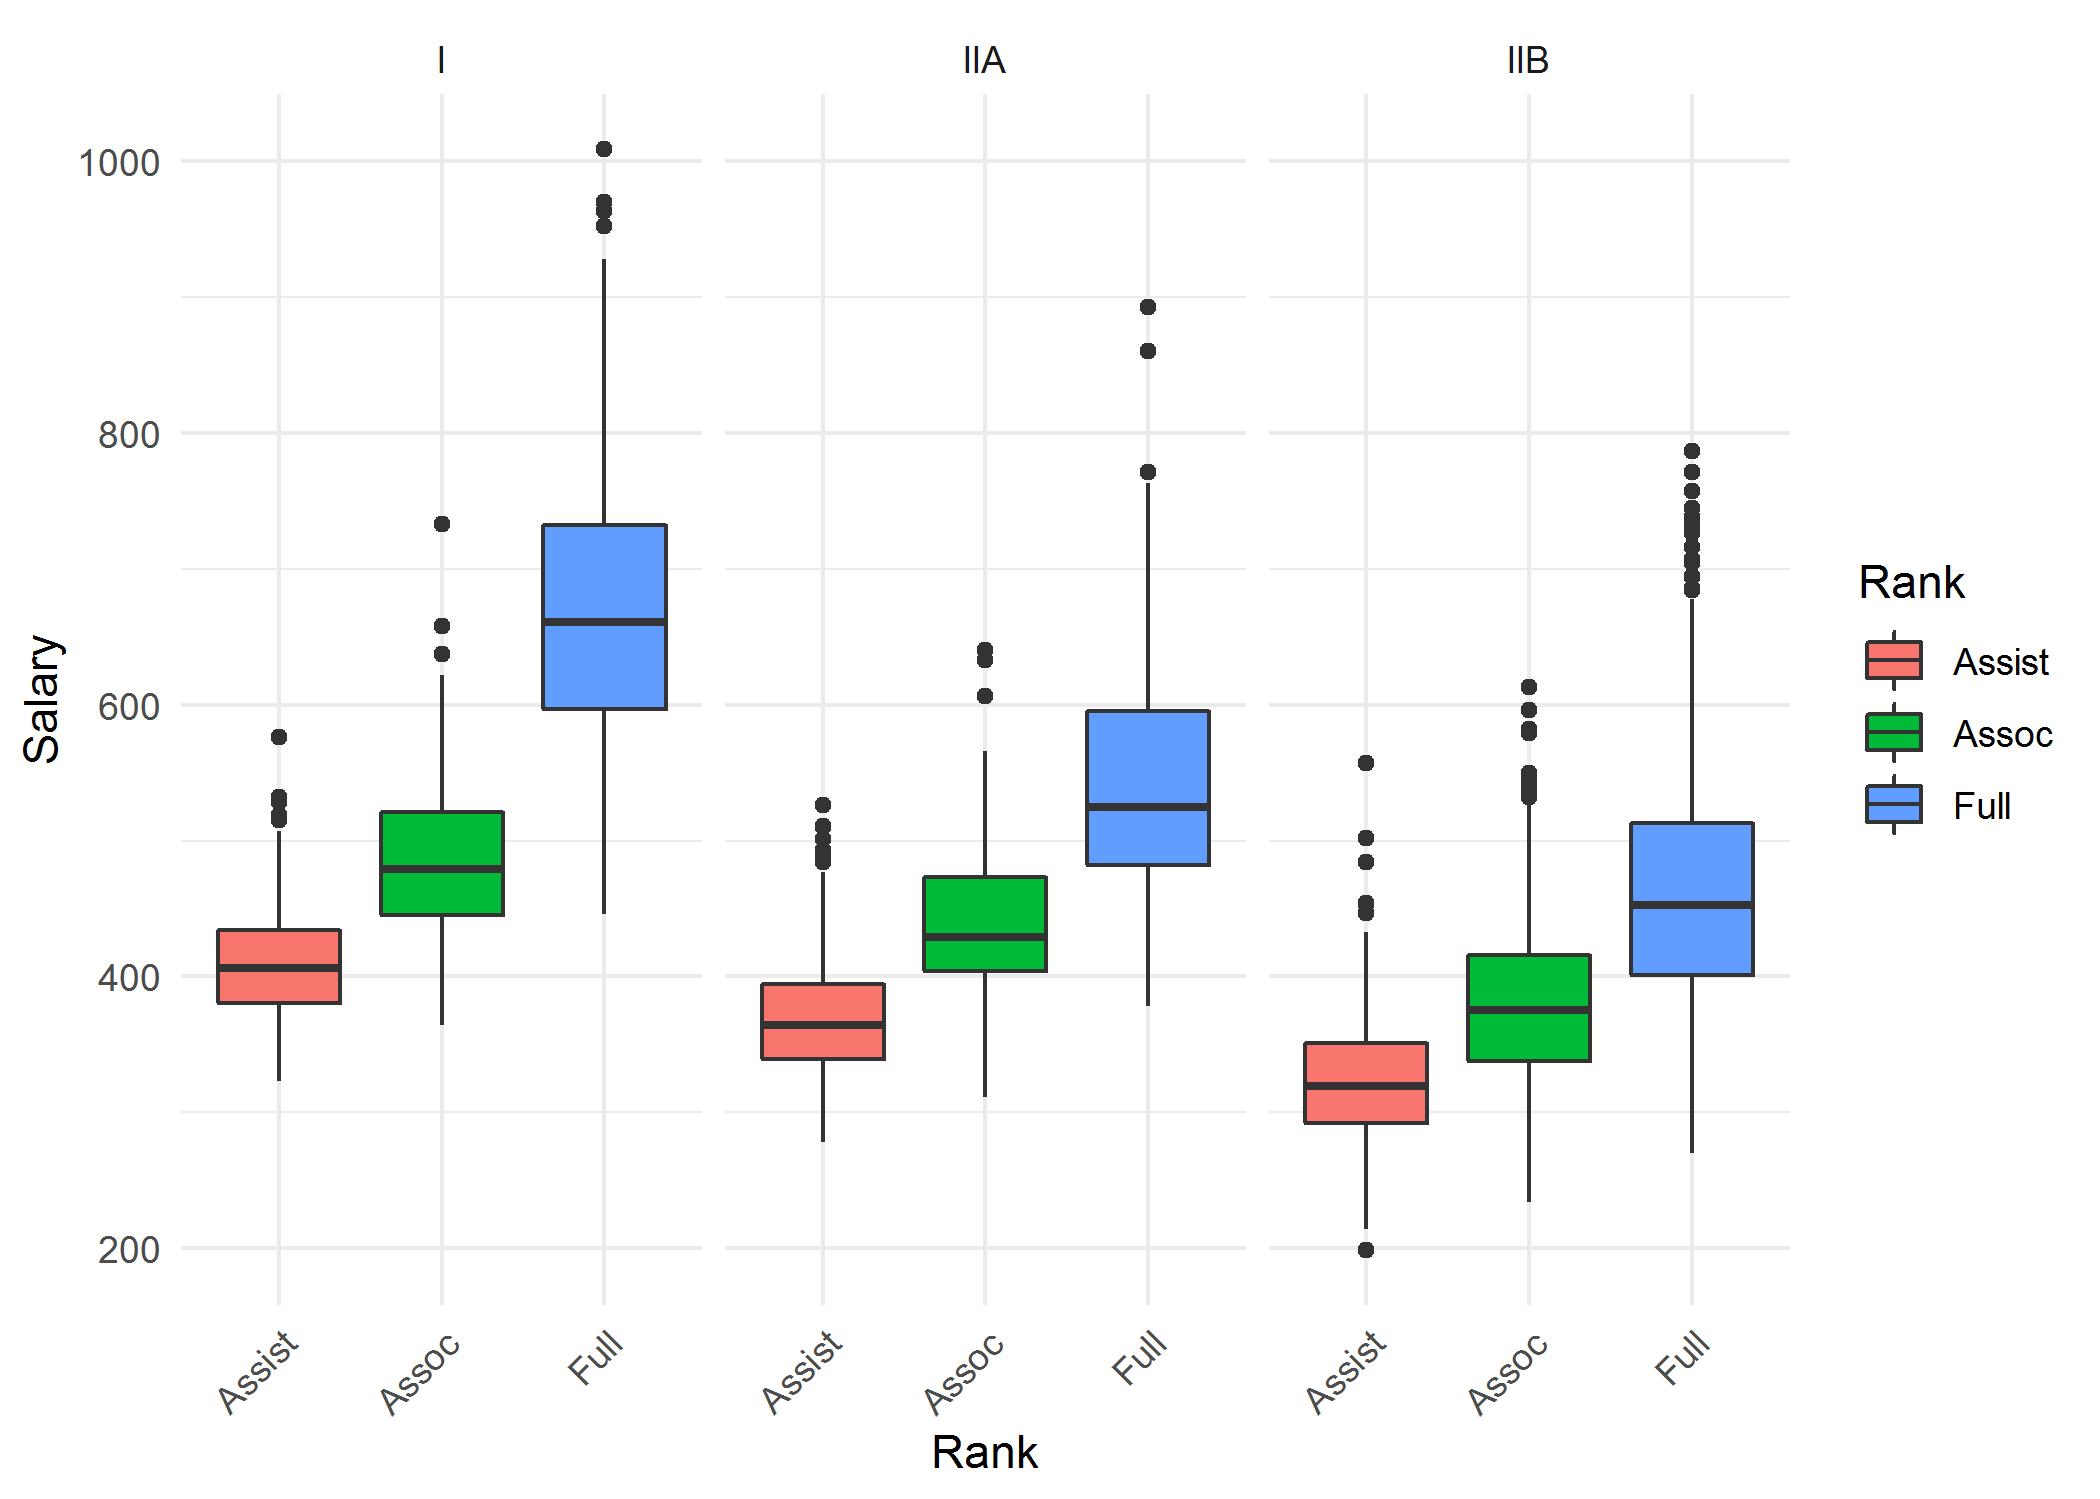 I
IIA
IIB
1000
800
600
400
200
Salary
Assist
Assoc
Full
Assist
Assoc
Full
Assist
Assoc
Full
Rank
Rank
Assist
Assoc
Full